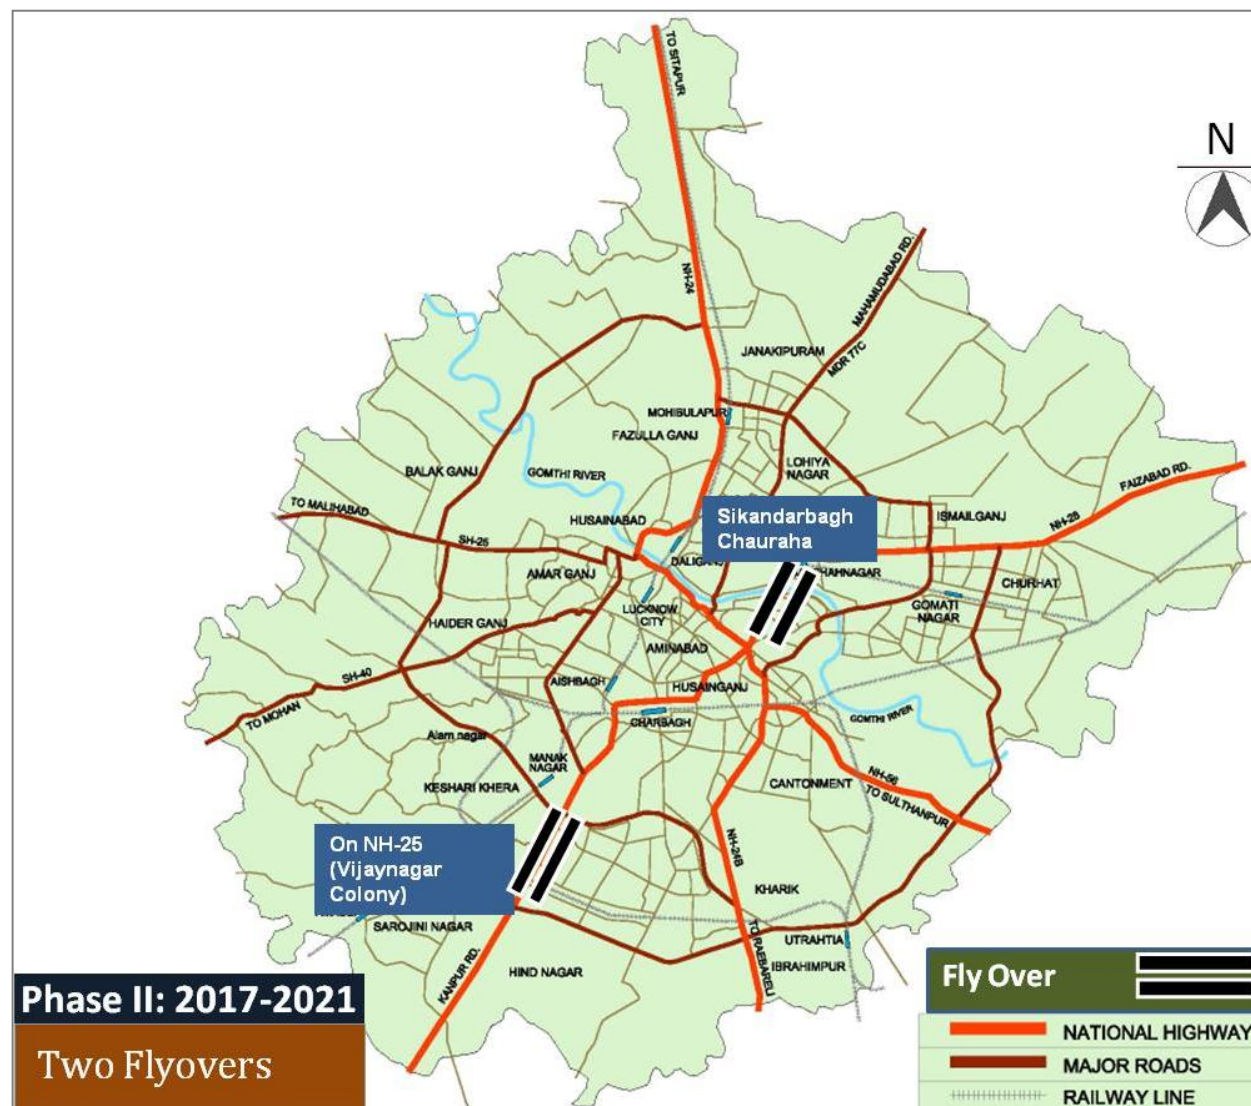 TO SITAPUR
N
NH-24
MAHAMUDABAD RD.
MDR 77C
JANAKIPURAM
MOHIBULAPUR
FAZULLA GANJ
LOHIYA
NAGAR
BALAK GANJ
GOMTHI RIVER
FAIZABAD RD.
NH-28
TO MALIHABAD
HUSAINABAD
Sikandarbagh
Chauraha
ISMAILGANJ
SH-25
DALIGANJ
AMAR GANJ
CHURHAT
LUCKNOW
CITY
GOMATI
NAGAR
HAIDER GANJ
AMINABAD
SH-40
AISHBAGH
HUSAINGANJ
TO MOHAN
CHARBAGH
GOMTHI RIVER
Alam nagar
MANAK
NAGAR
KESHARI KHERA
CANTONMENT
NH-56
TO SULTHANPUR
On NH-25
(Vijaynagar
Colony)
NH-24B
KHARIK
SAROJINI NAGAR
TO RAEBARELI
UTRAHTIA
IBRAHIMPUR
HIND NAGAR
KANPUR RD.
Phase II: 2017-2021
Two Flyovers
Fly Over
NATIONAL HIGHWAY
MAJOR ROADS
RAILWAY LINE